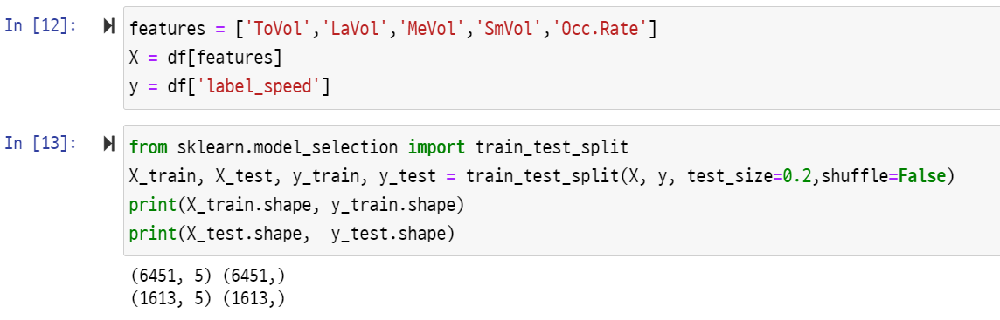 In [12]:
features = ['ToVol','LaVol','MeVol','SmVol','Occ.Rate']
X = df[features]
y = df['label_speed']
In [13]:
from sklearn.model_selection import train_test_split
X_train, X_test, y_train, y_test = train_test_split(X, y, test_size=0.2,shuffle=False)
print(X_train.shape, y_train.shape)
print(X_test.shape,  y_test.shape)
(6451, 5) (6451,)
(1613, 5) (1613,)